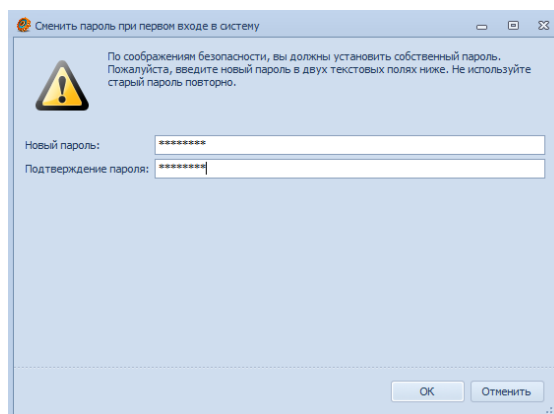 Сменить пароль при первом входе в систему
По соображениям безопасности, вы должны установить собственный пароль.
Пожалуйста, введите новый пароль в двух текстовых полях ниже. Не используйте
старый пароль повторно.
Новый пароль: ********
Подтверждение пароля: ********
OK Отменить